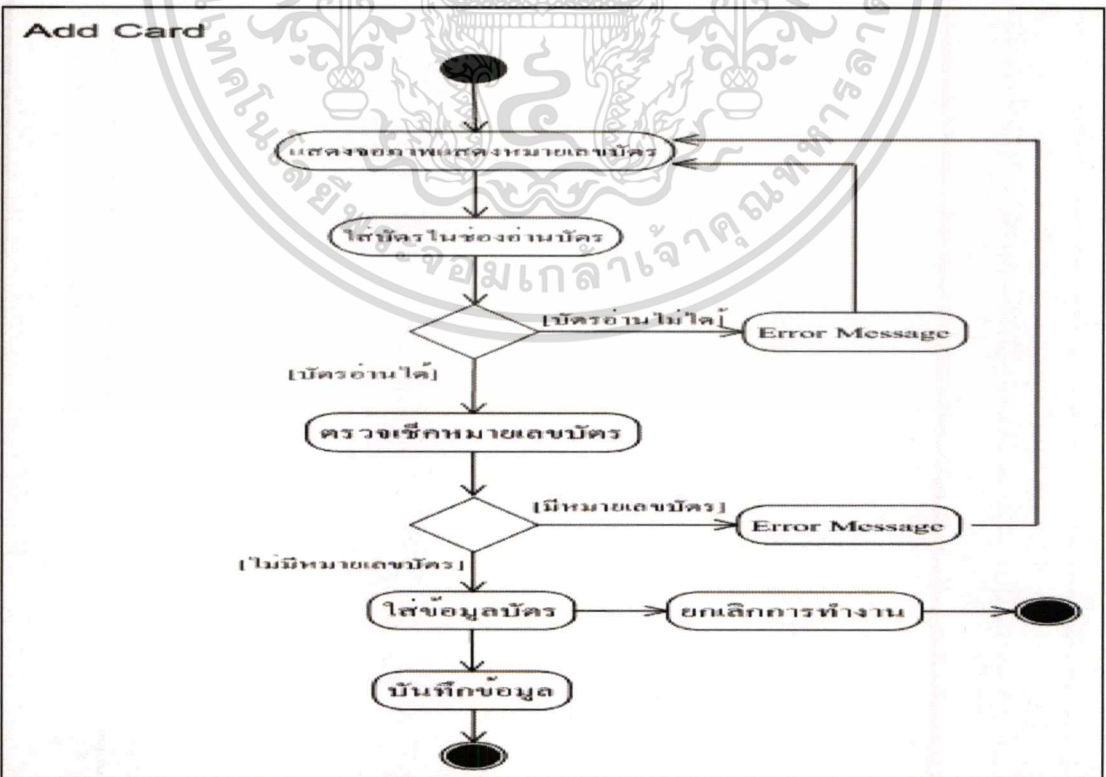 Add Card
แสดงจอภาพแสดงหมายเลขบัตร
ใส่บัตรในช่องอ่านบัตร
[บัตรอ่านไม่ได้]
Error Message
[บัตรอ่านได้]
ตรวจเช็คหมายเลขบัตร
[มีหมายเลขบัตร]
Error Message
[ไม่มีหมายเลขบัตร]
ใส่ข้อมูลบัตร
ยกเลิกการทำงาน
บันทึกข้อมูล